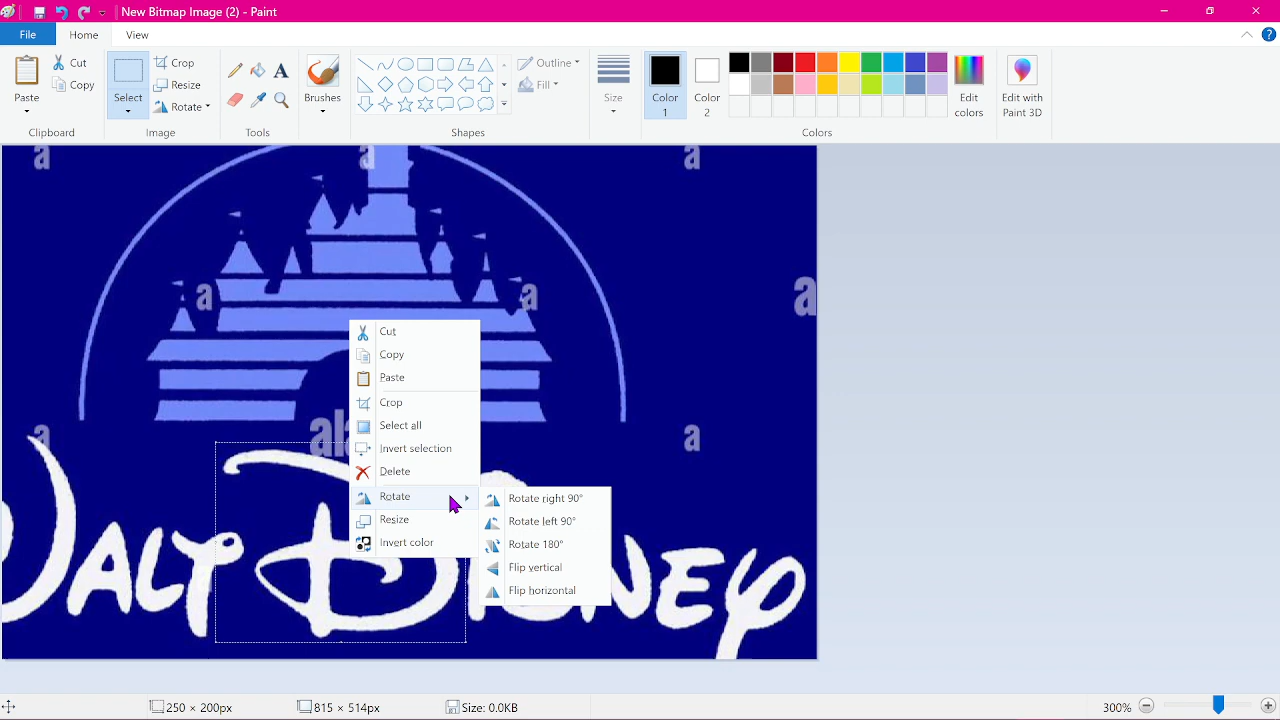 New Bitmap Image (2) - Paint
File Home View
Paste
Cut
Copy
Clipboard
Select
Crop
Resize
Rotate
Image
A
Tools
Brushes
Shapes
Outline
Fill
Size
Color 1
Color 2
Colors
Edit colors
Edit with Paint 3D
a a a
a a a
Cut
Copy
Paste
Crop
Select all
Invert selection
Delete
Rotate
Resize
Invert color
Rotate right 90°
Rotate left 90°
Rotate 180°
Flip vertical
Flip horizontal
a al a
WALT DISNEY
250 × 200px 815 × 514px Size: 0.0KB 300%